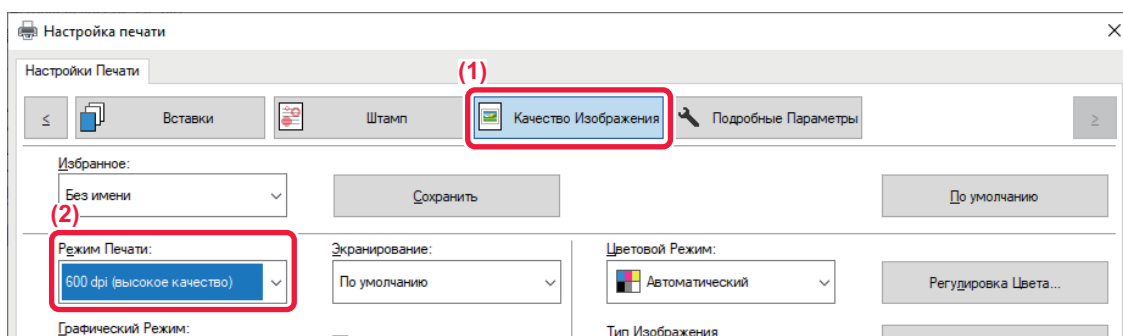 Настройка печати
Настройки Печати
(1)
< Вставки Штамп Качество Изображения Подробные Параметры >
Избранное:
Без имени Сохранить По умолчанию
(2)
Режим Печати: Экранирование: Цветовой Режим:
600 dpi (высокое качество) По умолчанию Автоматический Регулировка Цвета...
Графический Режим: Тип Изображения